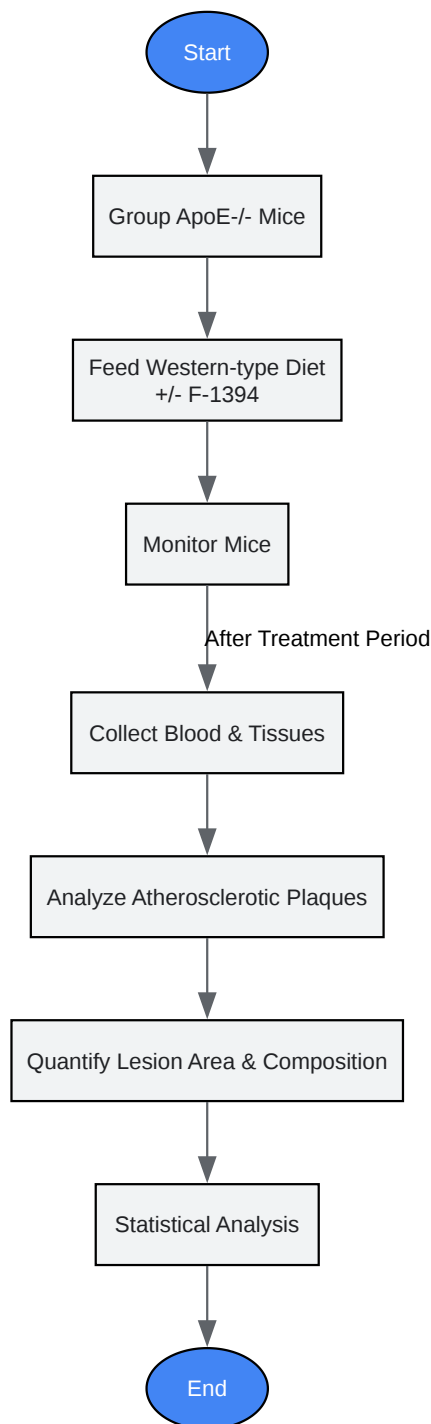 Start
Group ApoE-/- Mice
Feed Western-type Diet
+/- F-1394
Monitor Mice
After Treatment Period
Collect Blood & Tissues
Analyze Atherosclerotic Plaques
Quantify Lesion Area & Composition
Statistical Analysis
End